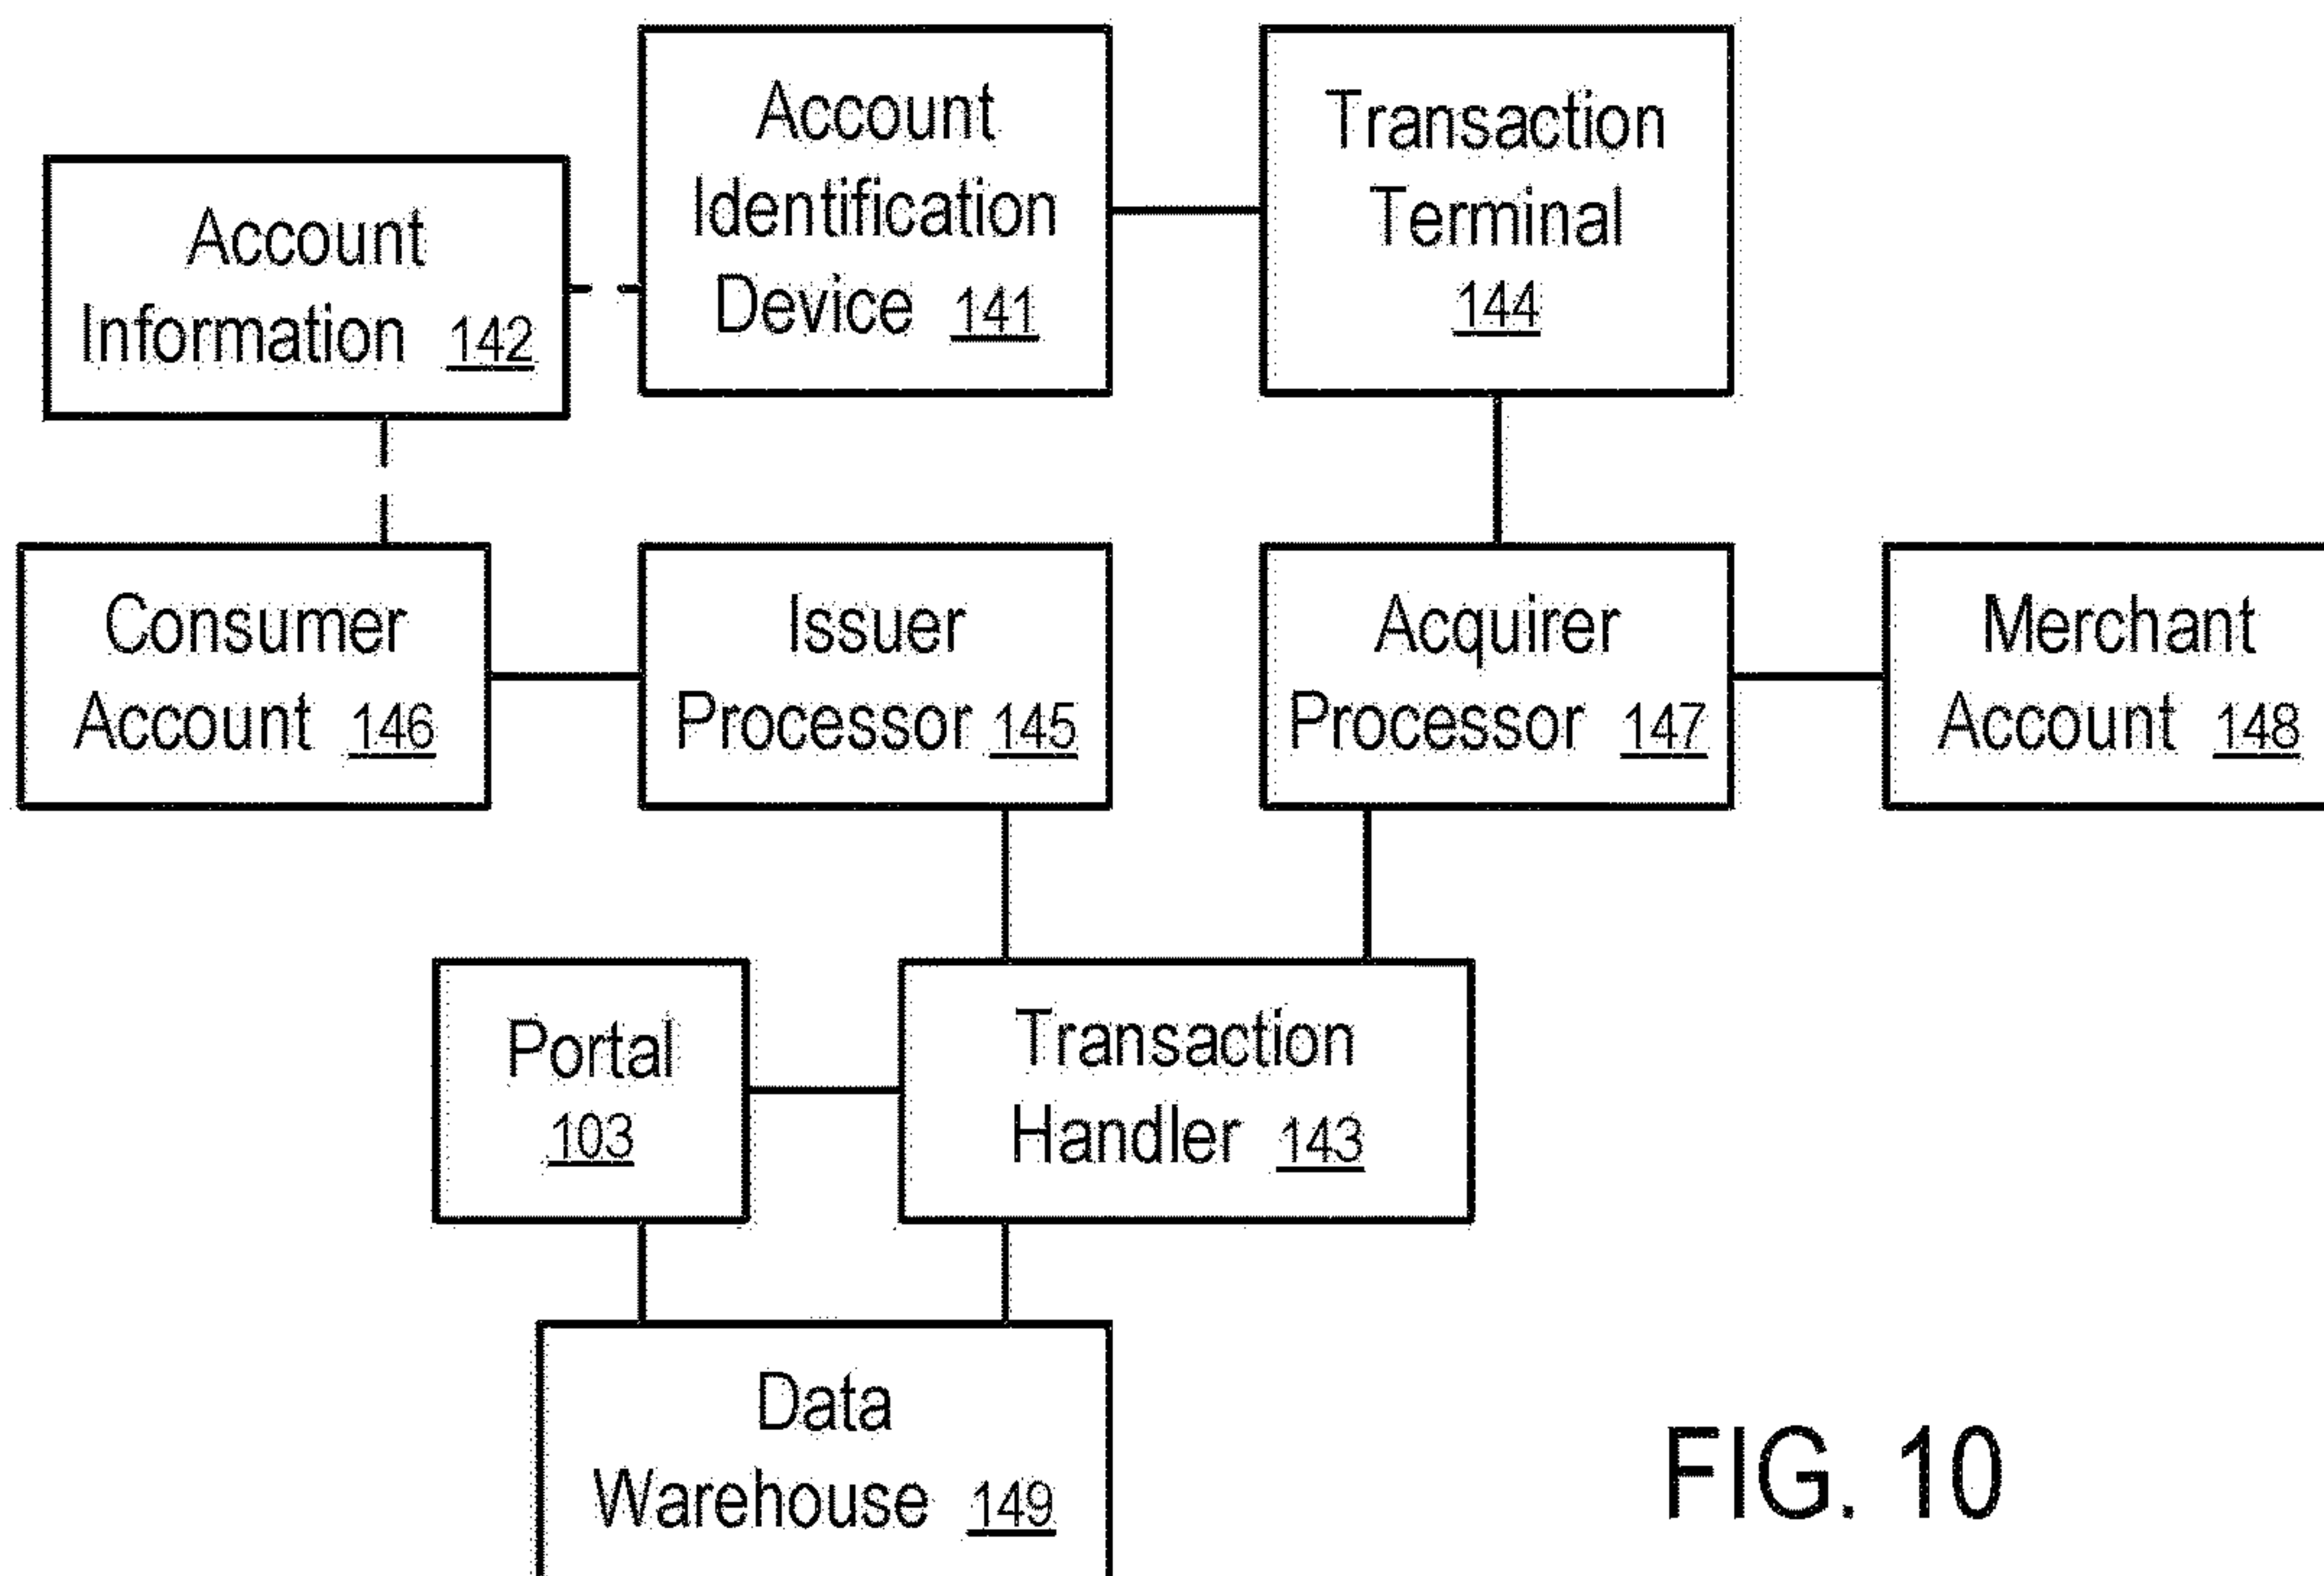 Account
Identification
Device 141
Transaction
Terminal
144
Account
Information 142
Consumer
Account 146
Issuer
Processor 145
Acquirer
Processor 147
Merchant
Account 148
Portal
103
Transaction
Handler 143
Data
Warehouse 149
FIG. 10